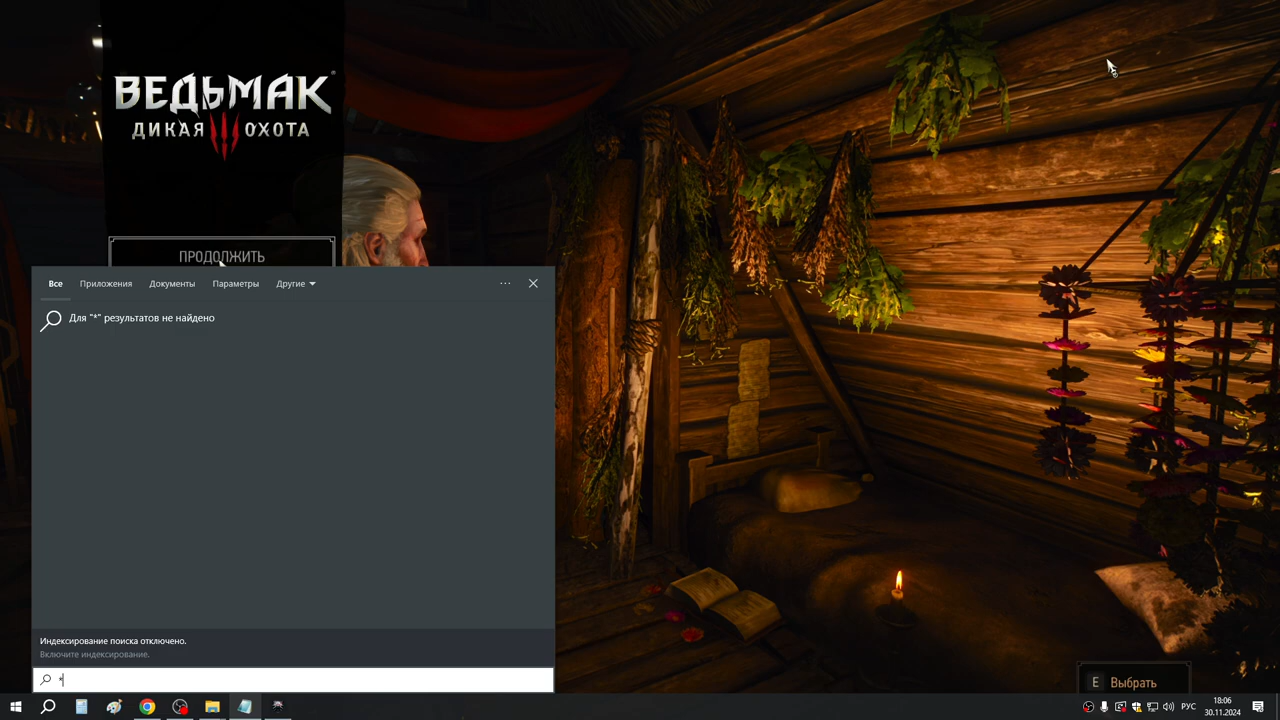 ВЕДЬМАК
ДИКАЯ III ОХОТА
ПРОДОЛЖИТЬ
Все Приложения Документы Параметры Другие
Для "*" результатов не найдено
Индексирование поиска отключено.
Включите индексирование.
*
E Выбрать
РУС
18:06
30.11.2024